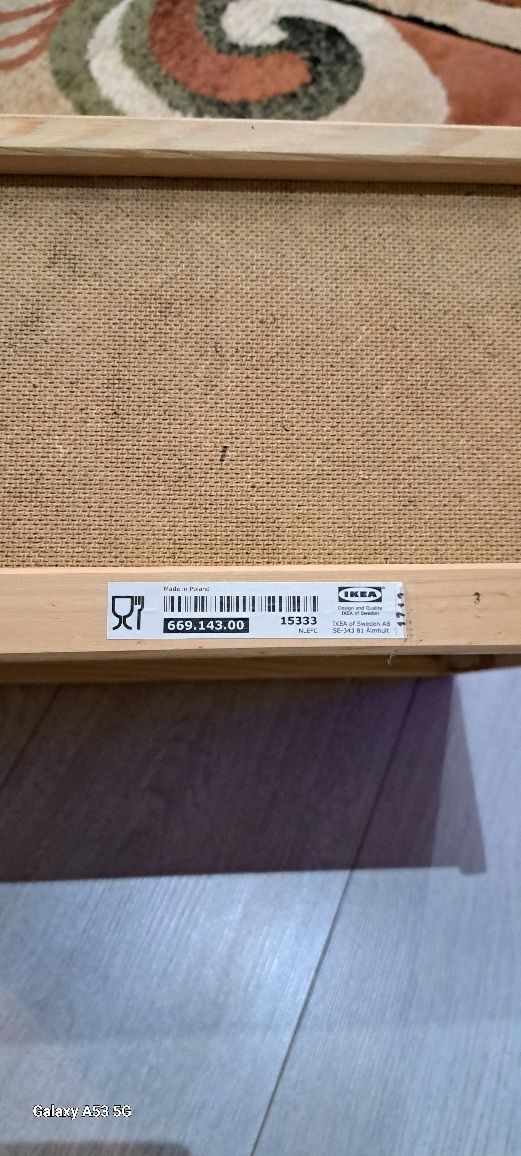 Made in Poland
669.143.00
15333
NLEFC
IKEA
Design and Quality
IKEA of Sweden
IKEA of Sweden AB
SE-343 81 Älmhult
Galaxy A53 5G